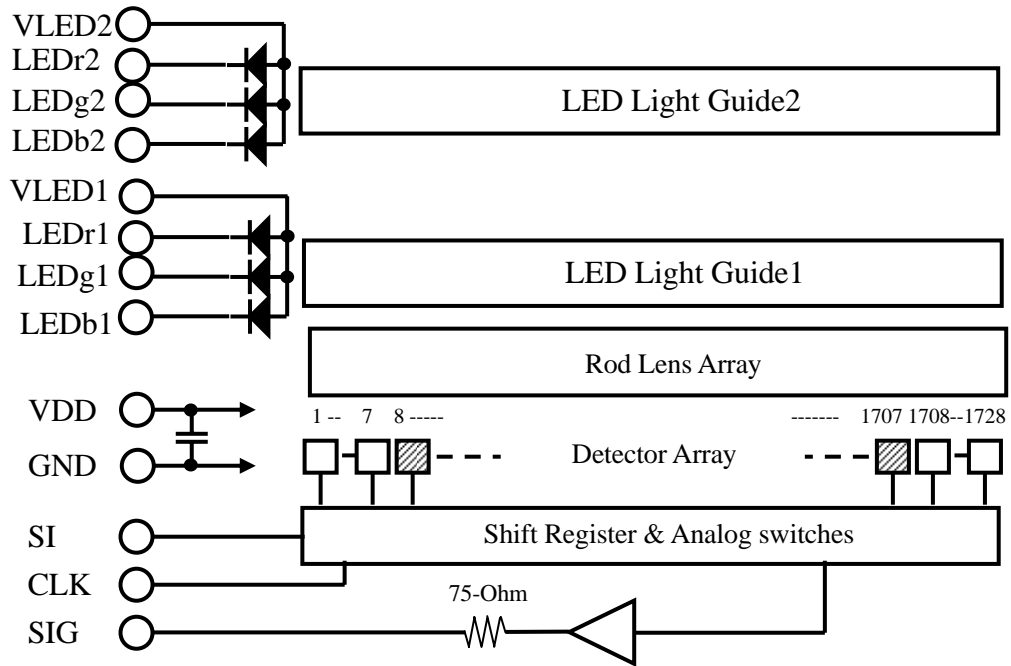 VLED2
LEDr2
LEDg2
LEDb2
LED Light Guide2
VLED1
LEDr1
LEDg1
LEDb1
LED Light Guide1
Rod Lens Array
VDD
GND
1 -- 7 8 ----- ------- 1707 1708--1728
Detector Array
SI
CLK
SIG
Shift Register & Analog switches
75-Ohm